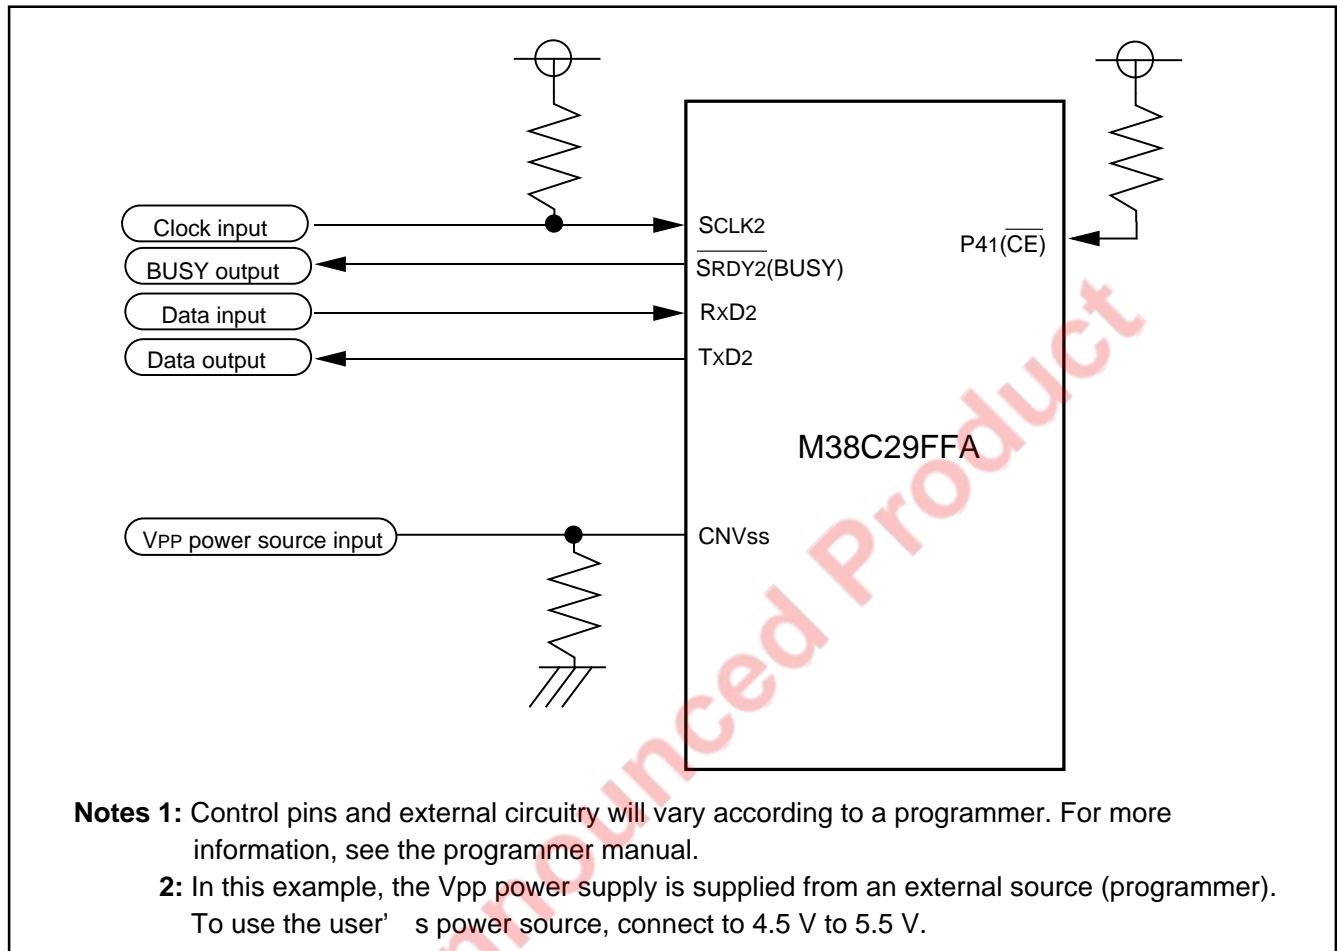 Clock input
BUSY output
Data input
Data output
SCLK2
SRDY2(BUSY)
RxD2
TxD2
P41(CE)
M38C29FFA
VPP power source input
CNVss
Notes 1: Control pins and external circuitry will vary according to a programmer. For more
information, see the programmer manual.
2: In this example, the Vpp power supply is supplied from an external source (programmer).
To use the user’ s power source, connect to 4.5 V to 5.5 V.
nnounced Product